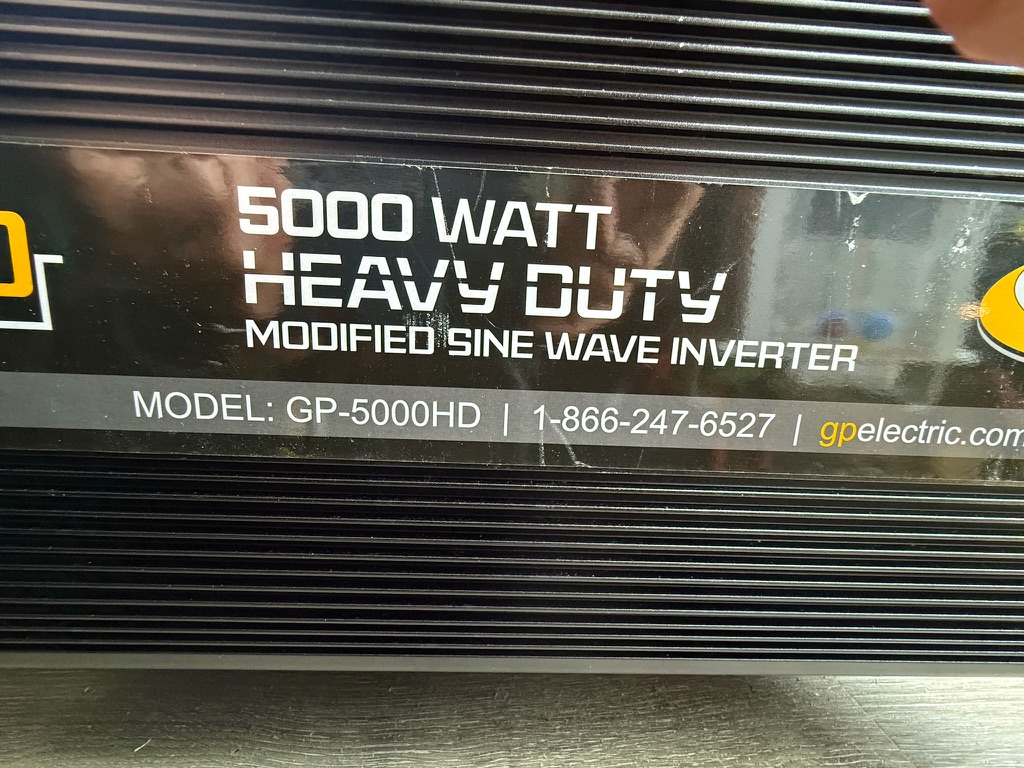 5000 WATT
HEAVY DUTY
MODIFIED SINE WAVE INVERTER
MODEL: GP-5000HD | 1-866-247-6527 | gpelectric.com